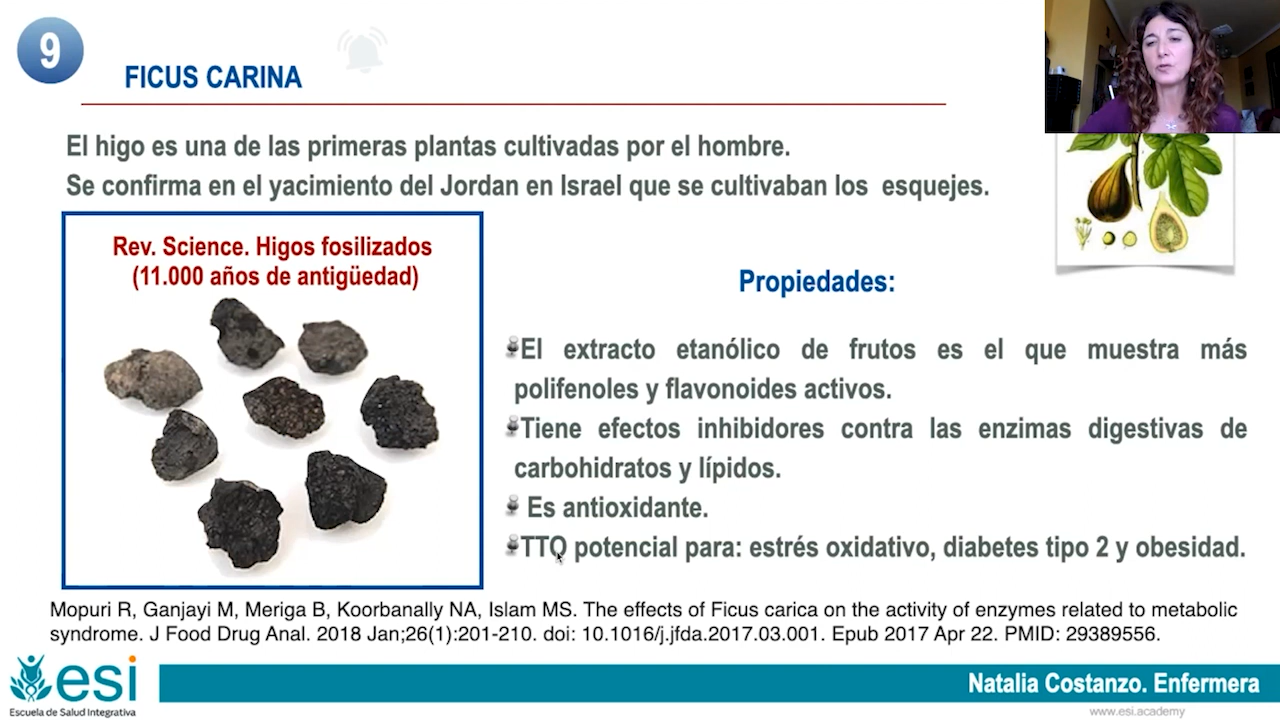 9
FICUS CARINA
El higo es una de las primeras plantas cultivadas por el hombre.
Se confirma en el yacimiento del Jordan en Israel que se cultivaban los esquejes.
Rev. Science. Higos fosilizados
(11.000 años de antigüedad)
Propiedades:
El extracto etanólico de frutos es el que muestra más
polifenoles y flavonoides activos.
Tiene efectos inhibidores contra las enzimas digestivas de
carbohidratos y lípidos.
Es antioxidante.
TTO potencial para: estrés oxidativo, diabetes tipo 2 y obesidad.
Mopuri R, Ganjayi M, Meriga B, Koorbanally NA, Islam MS. The effects of Ficus carica on the activity of enzymes related to metabolic
syndrome. J Food Drug Anal. 2018 Jan;26(1):201-210. doi: 10.1016/j.jfda.2017.03.001. Epub 2017 Apr 22. PMID: 29389556.
esi
Escuela de Salud Integrativa
Natalia Costanzo. Enfermera
www.esi.academy